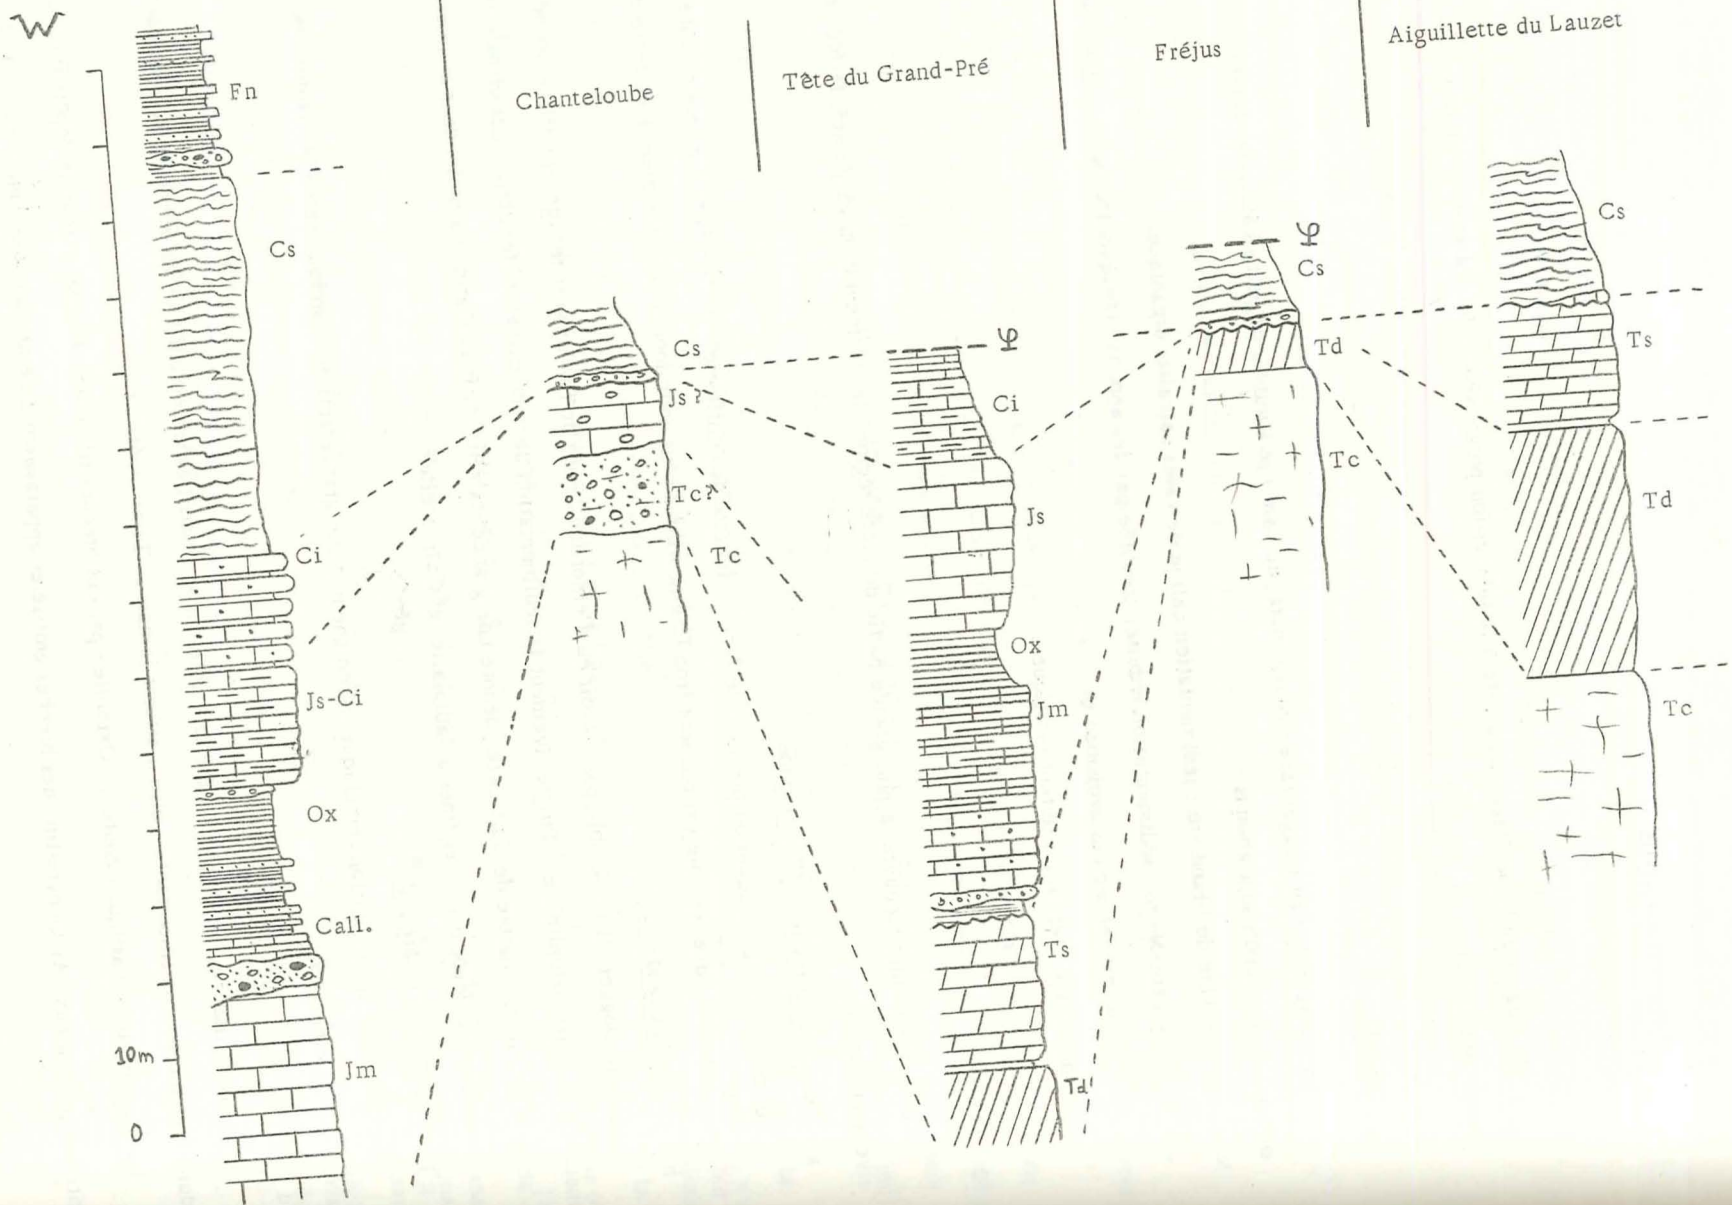 W
Chanteloube
Tête du Grand-Pré
Fréjus
Aiguillette du Lauzet
Fn
Cs
Ci
Js-Ci
Ox
Call.
Jm
10m
0
Cs
Js?
Tc?
Tc
φ
Ci
Js
Ox
Jm
Ts
Td
φ
Cs
Td
Tc
Cs
Ts
Td
Tc